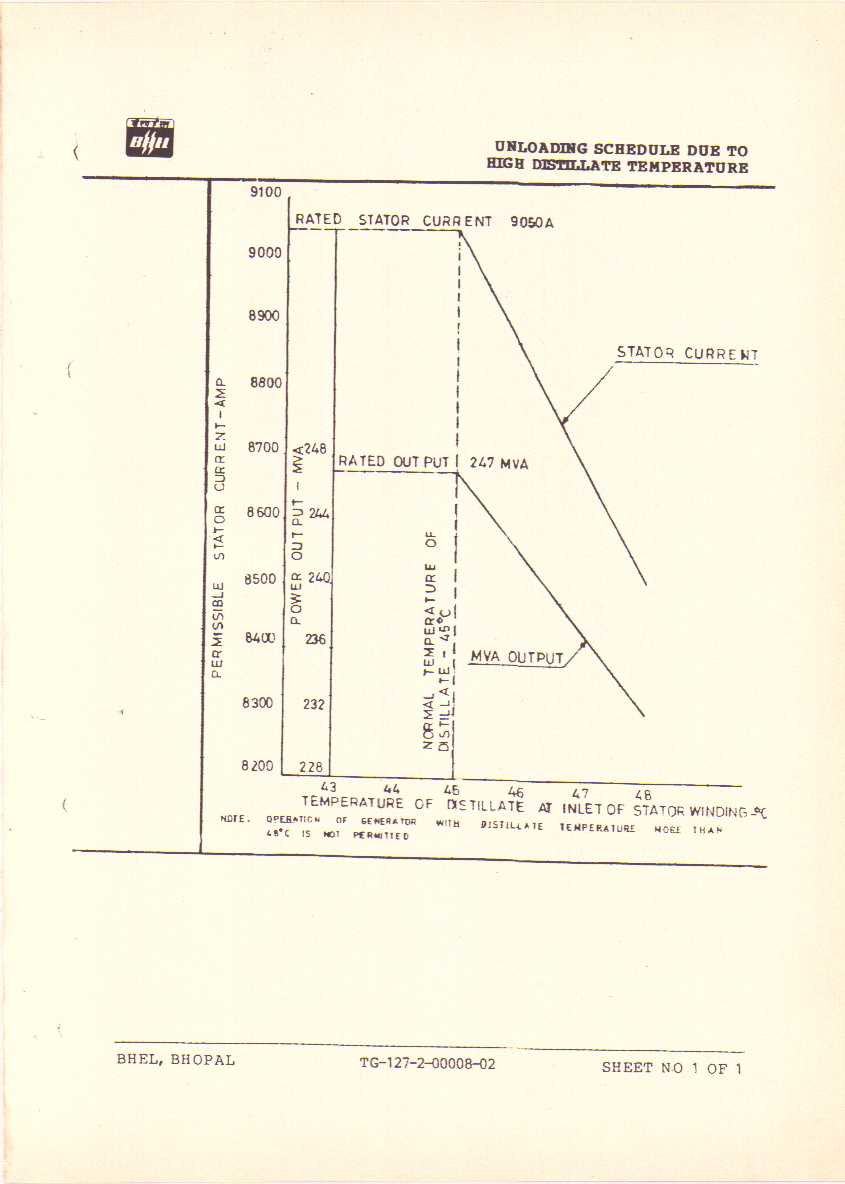 BHEL
UNLOADING SCHEDULE DUE TO
HIGH DISTILLATE TEMPERATURE
9100
9000
8900
8800
8700
8600
8500
8400
8300
8200
PERMISSIBLE STATOR CURRENT-AMP
248
244
240
236
232
228
POWER OUTPUT - MVA
RATED STATOR CURRENT 9050A
STATOR CURRENT
RATED OUTPUT 247 MVA
NORMAL TEMPERATURE OF
DISTILLATE - 45°C
MVA OUTPUT
43 44 45 46 47 48
TEMPERATURE OF DISTILLATE AT INLET OF STATOR WINDING-°C
NOTE. OPERATION OF GENERATOR WITH DISTILLATE TEMPERATURE MORE THAN
48°C IS NOT PERMITTED
BHEL, BHOPAL TG-127-2-00008-02 SHEET NO 1 OF 1